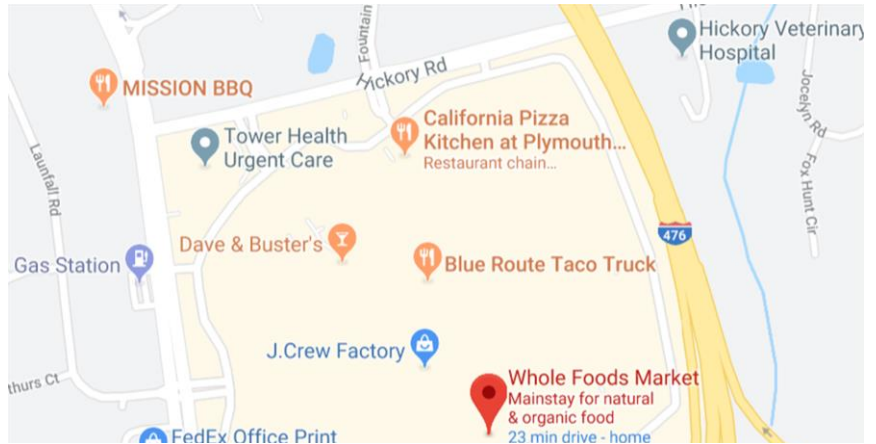 Hickory Veterinary
Hospital
Fountain
Hickory Rd
MISSION BBQ
California Pizza
Kitchen at Plymouth...
Restaurant chain...
Tower Health
Urgent Care
Jocelyn Rd
Launfall Rd
Fox Hunt Cir
476
Dave & Buster's
Gas Station
Blue Route Taco Truck
J.Crew Factory
Whole Foods Market
Mainstay for natural
& organic food
23 min drive - home
thurs Ct
FedEx Office Print